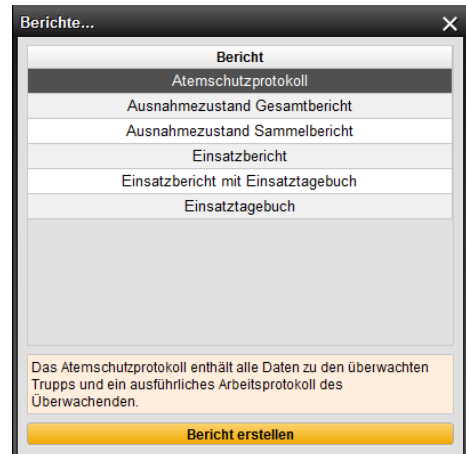 Berichte...
Bericht
Atemschutzprotokoll
Ausnahmezustand Gesamtbericht
Ausnahmezustand Sammelbericht
Einsatzbericht
Einsatzbericht mit Einsatztagebuch
Einsatztagebuch
Das Atemschutzprotokoll enthält alle Daten zu den überwachten
Trupps und ein ausführliches Arbeitsprotokoll des
Überwachenden.
Bericht erstellen